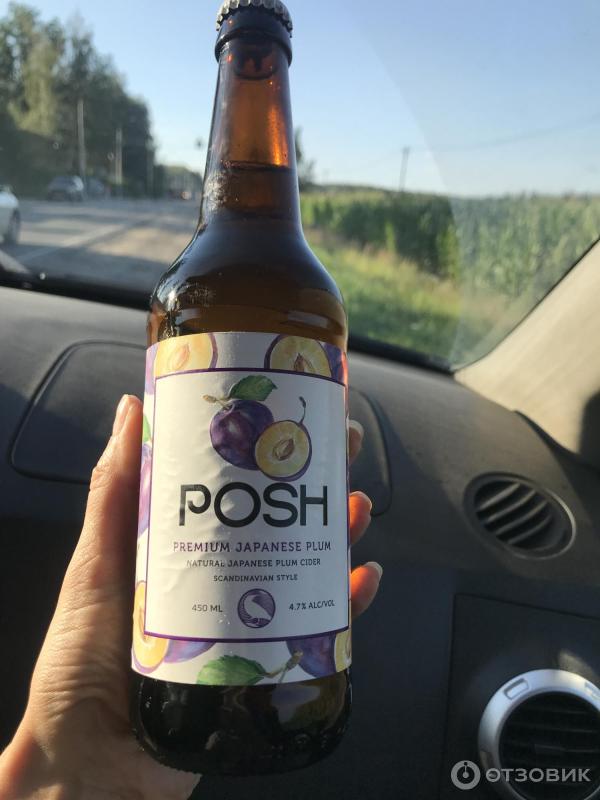 POSH
PREMIUM JAPANESE PLUM
NATURAL JAPANESE PLUM CIDER
SCANDINAVIAN STYLE
450 ML
4.7% ALC/VOL
ОТЗОВИК